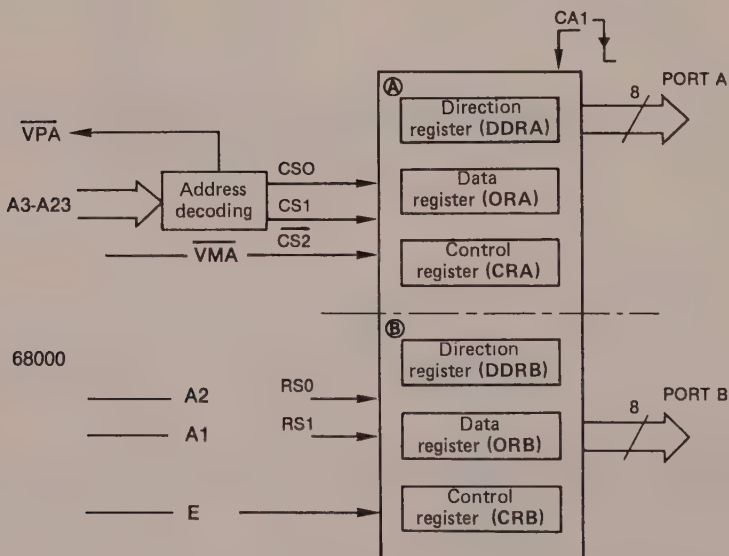 CA1
PORT A
8
A
Direction
register (DDRA)
VPA
CSO
Address
decoding
A3-A23
CS1
Data
register (ORA)
VMA
CS2
Control
register (CRA)
B
68000
Direction
register (DDRB)
A2
RS0
PORT B
8
A1
RS1
Data
register (ORB)
E
Control
register (CRB)